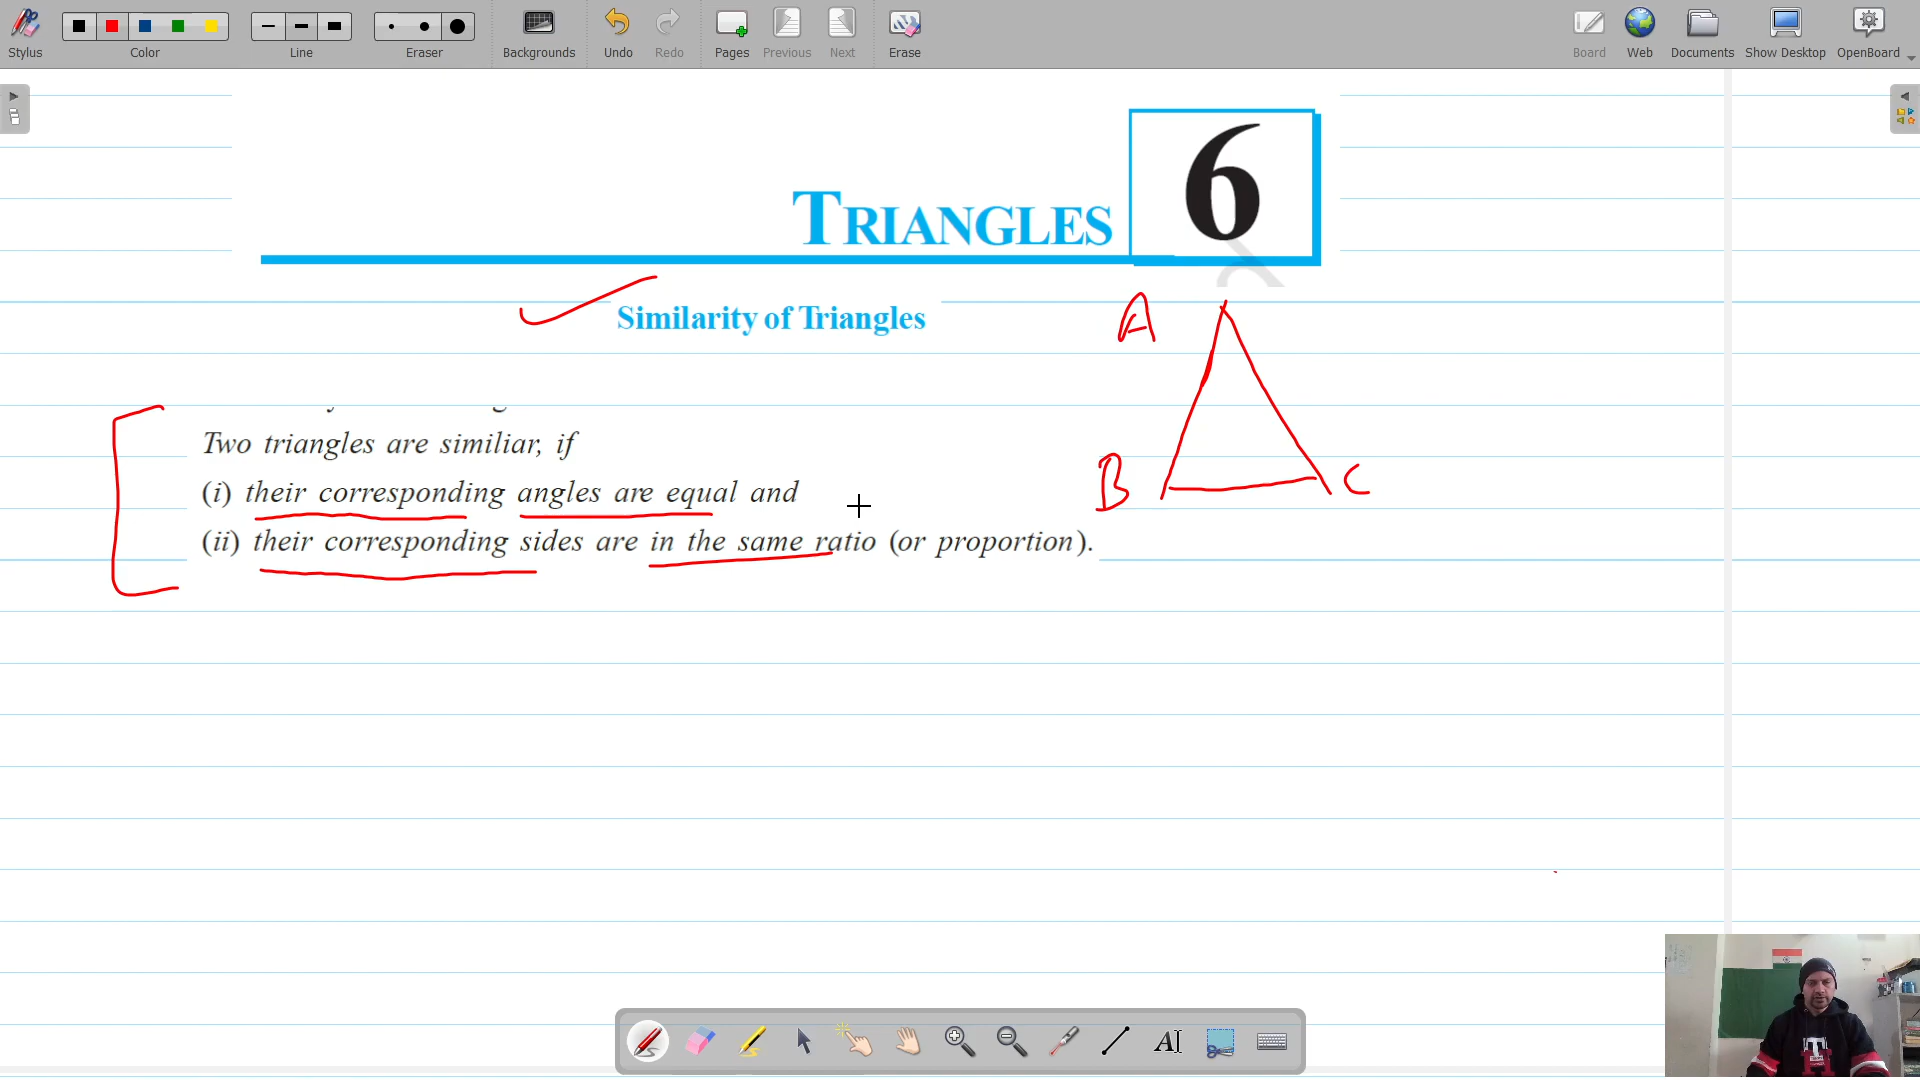 Stylus Color Line Eraser Backgrounds Undo Redo Pages Previous Next Erase Board Web Documents Show Desktop OpenBoard
TRIANGLES 6
Similarity of Triangles
A
B
C
Two triangles are similiar, if
(i) their corresponding angles are equal and
(ii) their corresponding sides are in the same ratio (or proportion).